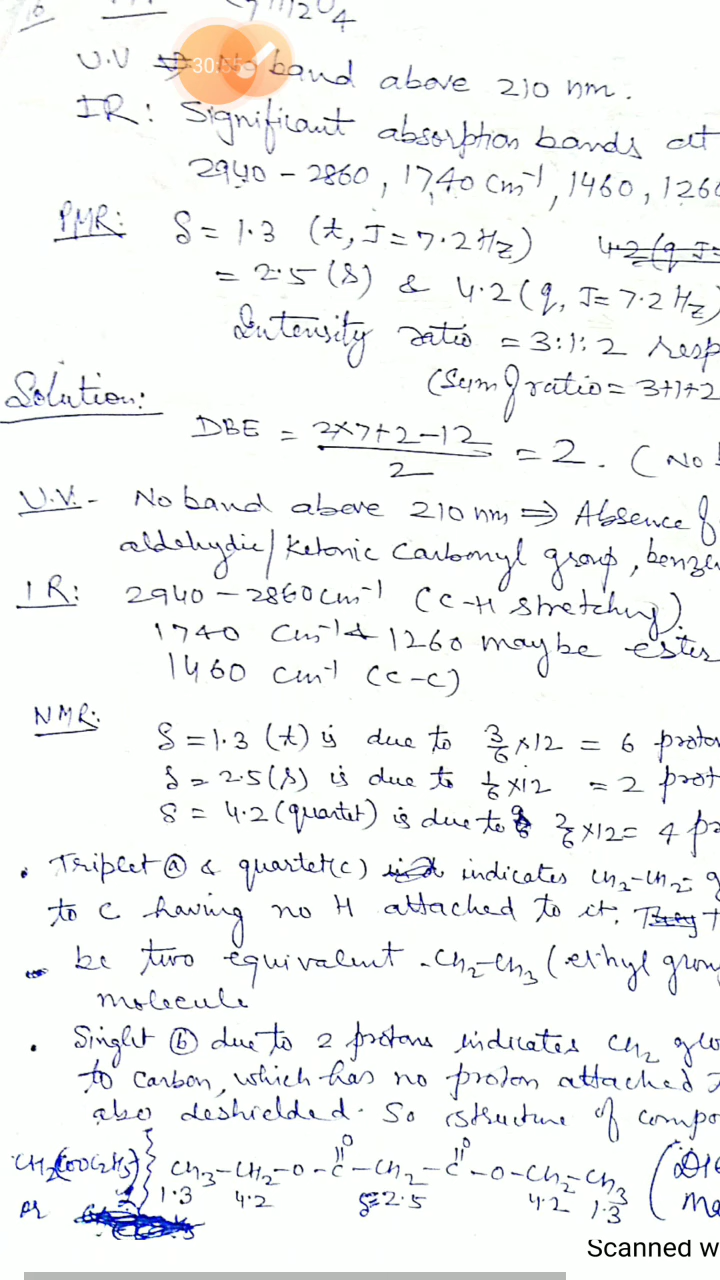 U.V ⇒ No band above 210 nm.
IR: Significant absorption bands at
2940 - 2860, 1740 cm⁻¹, 1460, 1260
PMR: δ = 1.3 (t, J = 7.2 Hz)
= 2.5 (s) & 4.2 (q, J = 7.2 Hz)
Intensity ratio = 3:1:2 resp
(Sum of ratio = 3+1+2
Solution:
DBE = 2×7+2-12 / 2 = 2. (No
U.V. - No band above 210 nm ⇒ Absence of
aldehydic/ketonic carbonyl group, benze
IR: 2940 - 2860 cm⁻¹ (C-H stretching).
1740 cm⁻¹ & 1260 maybe ester
1460 cm⁻¹ (C-C)
NMR:
δ = 1.3 (t) is due to 3/6 × 12 = 6 proto
δ = 2.5 (s) is due to 1/6 × 12 = 2 prot
δ = 4.2 (quartet) is due to 2/6 × 12 = 4 p
• Triplet (a) & quartet (c) indicates CH₂-CH₂-
to C having no H attached to it.
be two equivalent -CH₂-CH₃ (ethyl grou
molecule
• Singlet (b) due to 2 protons indicates CH₂
to carbon, which has no proton attached
also deshielded. So structure of compo
CH₂(COOC₂H₅)₂ CH₃-CH₂-O-C(=O)-CH₂-C(=O)-O-CH₂-CH₃ (Die
or 1.3 4.2 δ=2.5 4.2 1.3
Scanned w